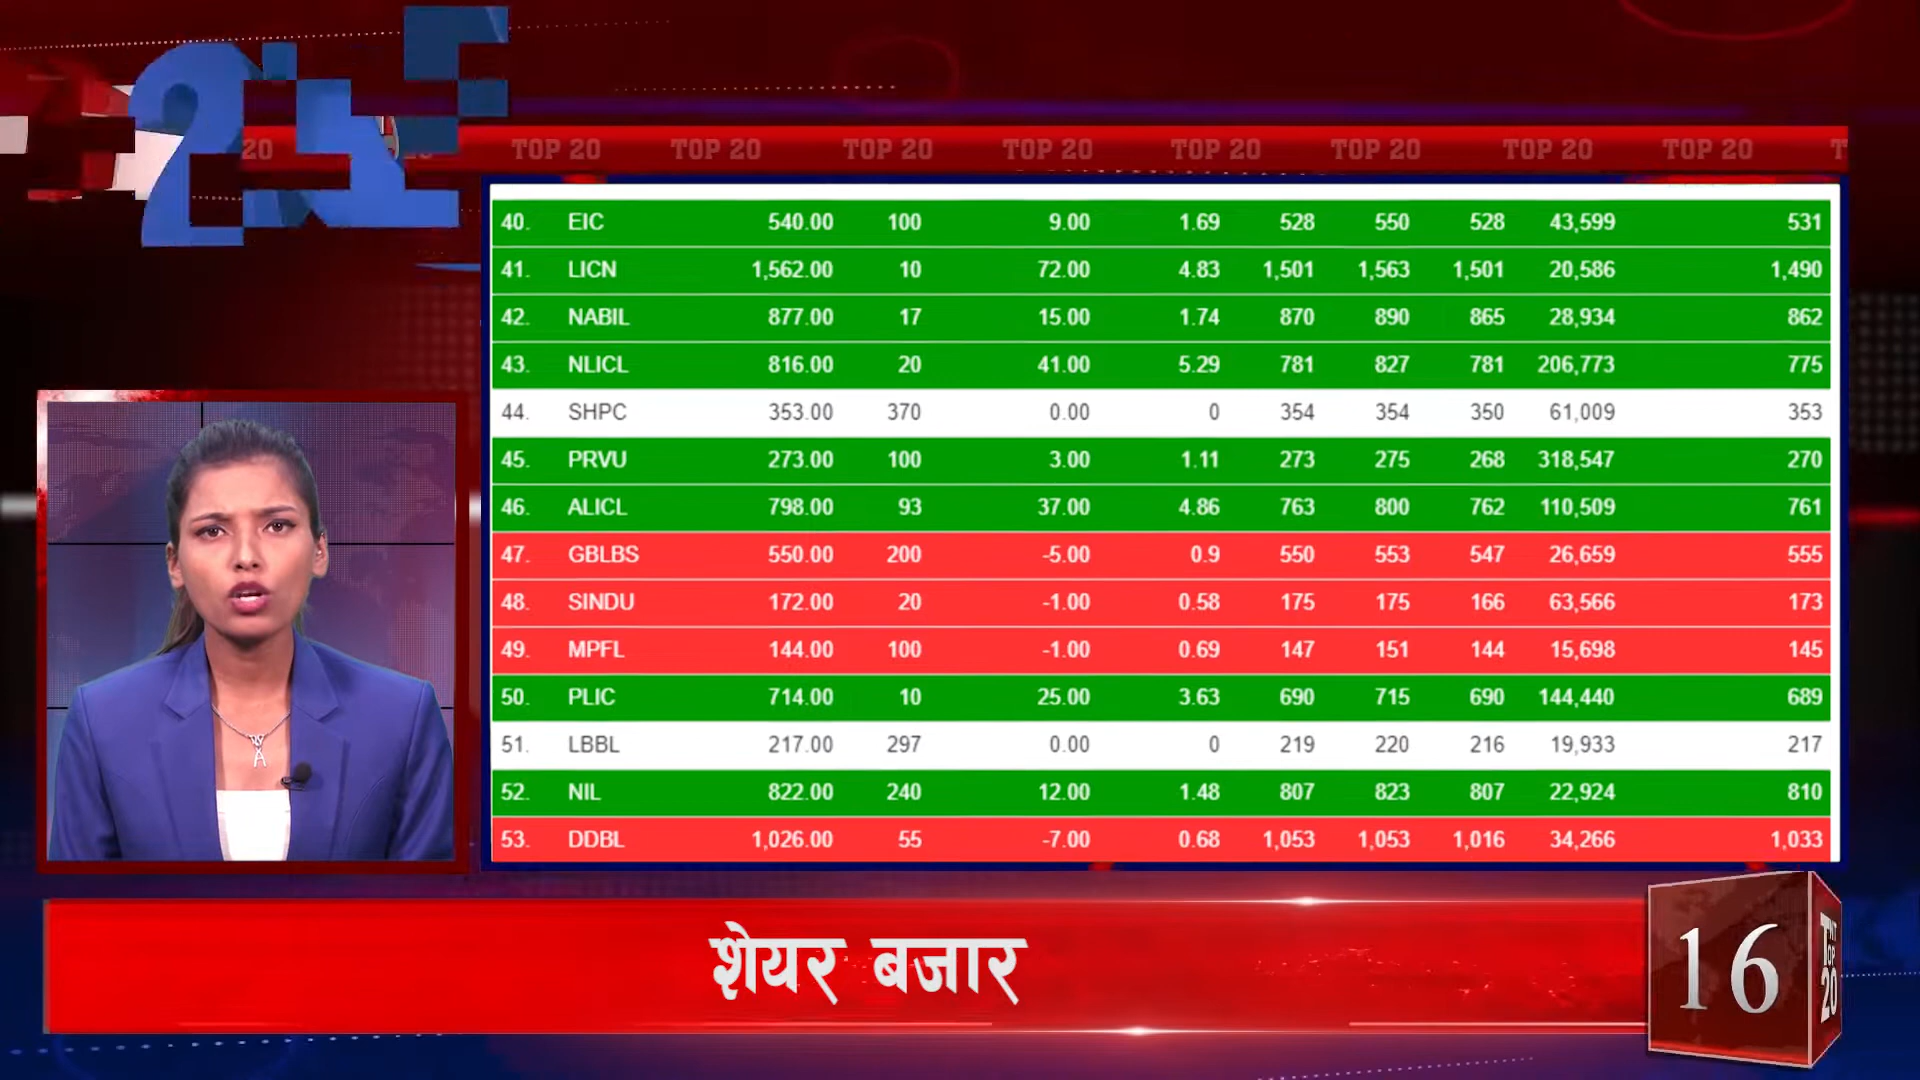 TOP 20 TOP 20 TOP 20 TOP 20 TOP 20 TOP 20 TOP 20 TOP 20
40. EIC 540.00 100 9.00 1.69 528 550 528 43,599 531
41. LICN 1,562.00 10 72.00 4.83 1,501 1,563 1,501 20,586 1,490
42. NABIL 877.00 17 15.00 1.74 870 890 865 28,934 862
43. NLICL 816.00 20 41.00 5.29 781 827 781 206,773 775
44. SHPC 353.00 370 0.00 0 354 354 350 61,009 353
45. PRVU 273.00 100 3.00 1.11 273 275 268 318,547 270
46. ALICL 798.00 93 37.00 4.86 763 800 762 110,509 761
47. GBLBS 550.00 200 -5.00 0.9 550 553 547 26,659 555
48. SINDU 172.00 20 -1.00 0.58 175 175 166 63,566 173
49. MPFL 144.00 100 -1.00 0.69 147 151 144 15,698 145
50. PLIC 714.00 10 25.00 3.63 690 715 690 144,440 689
51. LBBL 217.00 297 0.00 0 219 220 216 19,933 217
52. NIL 822.00 240 12.00 1.48 807 823 807 22,924 810
53. DDBL 1,026.00 55 -7.00 0.68 1,053 1,053 1,016 34,266 1,033
शेयर बजार
16